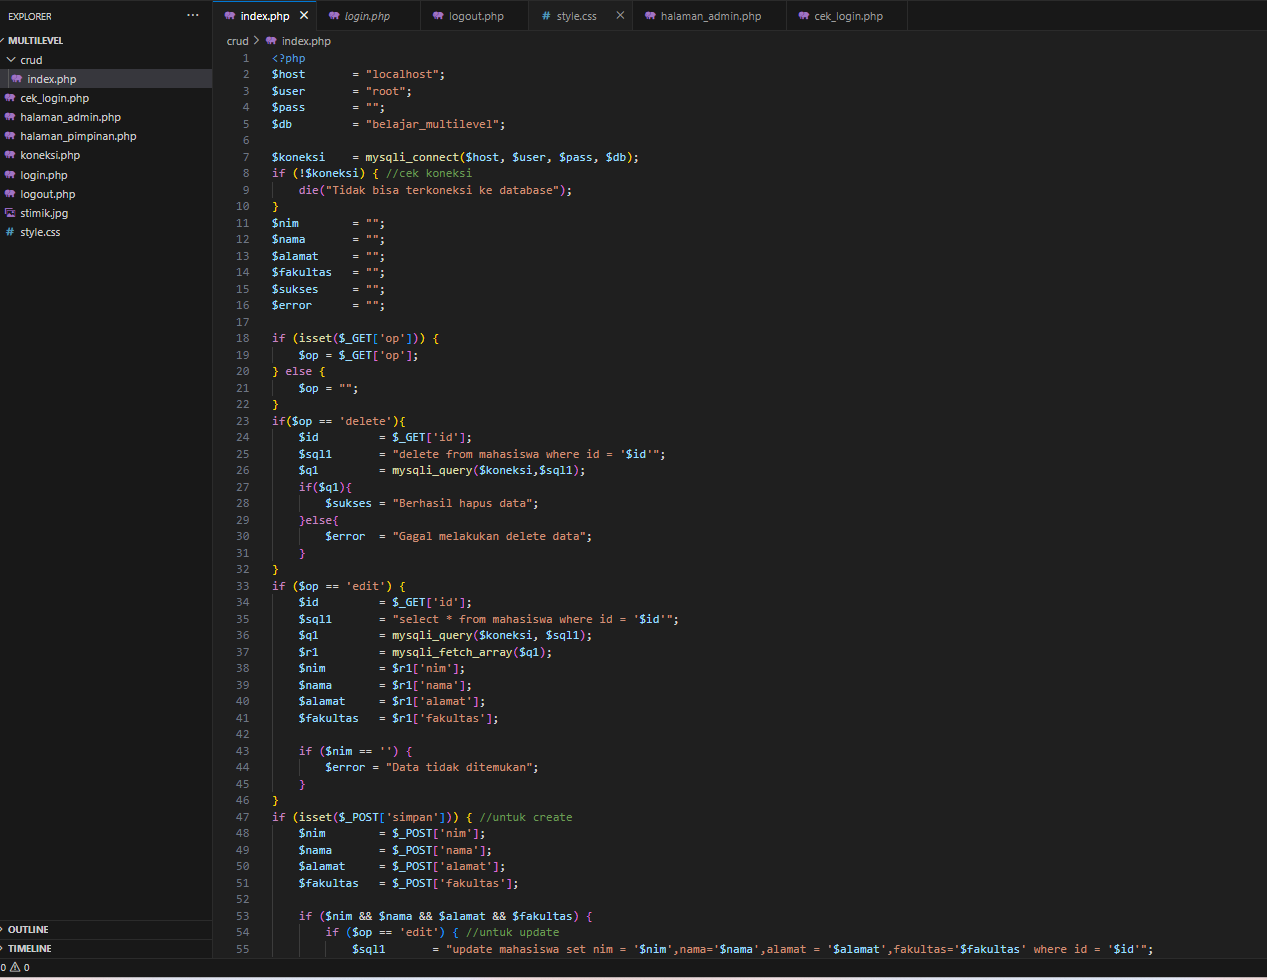 EXPLORER
...
index.php
login.php
logout.php
# style.css
halaman_admin.php
cek_login.php
MULTILEVEL
crud
index.php
cek_login.php
halaman_admin.php
halaman_pimpinan.php
koneksi.php
login.php
logout.php
stimik.jpg
# style.css
OUTLINE
TIMELINE
0 0
crud > index.php
1 <?php
2 $host = "localhost";
3 $user = "root";
4 $pass = "";
5 $db = "belajar_multilevel";
6
7 $koneksi = mysqli_connect($host, $user, $pass, $db);
8 if (!$koneksi) { //cek koneksi
9 die("Tidak bisa terkoneksi ke database");
10 }
11 $nim = "";
12 $nama = "";
13 $alamat = "";
14 $fakultas = "";
15 $sukses = "";
16 $error = "";
17
18 if (isset($_GET['op'])) {
19 $op = $_GET['op'];
20 } else {
21 $op = "";
22 }
23 if($op == 'delete'){
24 $id = $_GET['id'];
25 $sql1 = "delete from mahasiswa where id = '$id'";
26 $q1 = mysqli_query($koneksi,$sql1);
27 if($q1){
28 $sukses = "Berhasil hapus data";
29 }else{
30 $error = "Gagal melakukan delete data";
31 }
32 }
33 if ($op == 'edit') {
34 $id = $_GET['id'];
35 $sql1 = "select * from mahasiswa where id = '$id'";
36 $q1 = mysqli_query($koneksi, $sql1);
37 $r1 = mysqli_fetch_array($q1);
38 $nim = $r1['nim'];
39 $nama = $r1['nama'];
40 $alamat = $r1['alamat'];
41 $fakultas = $r1['fakultas'];
42
43 if ($nim == '') {
44 $error = "Data tidak ditemukan";
45 }
46 }
47 if (isset($_POST['simpan'])) { //untuk create
48 $nim = $_POST['nim'];
49 $nama = $_POST['nama'];
50 $alamat = $_POST['alamat'];
51 $fakultas = $_POST['fakultas'];
52
53 if ($nim && $nama && $alamat && $fakultas) {
54 if ($op == 'edit') { //untuk update
55 $sql1 = "update mahasiswa set nim = '$nim',nama='$nama',alamat = '$alamat',fakultas='$fakultas' where id = '$id'";